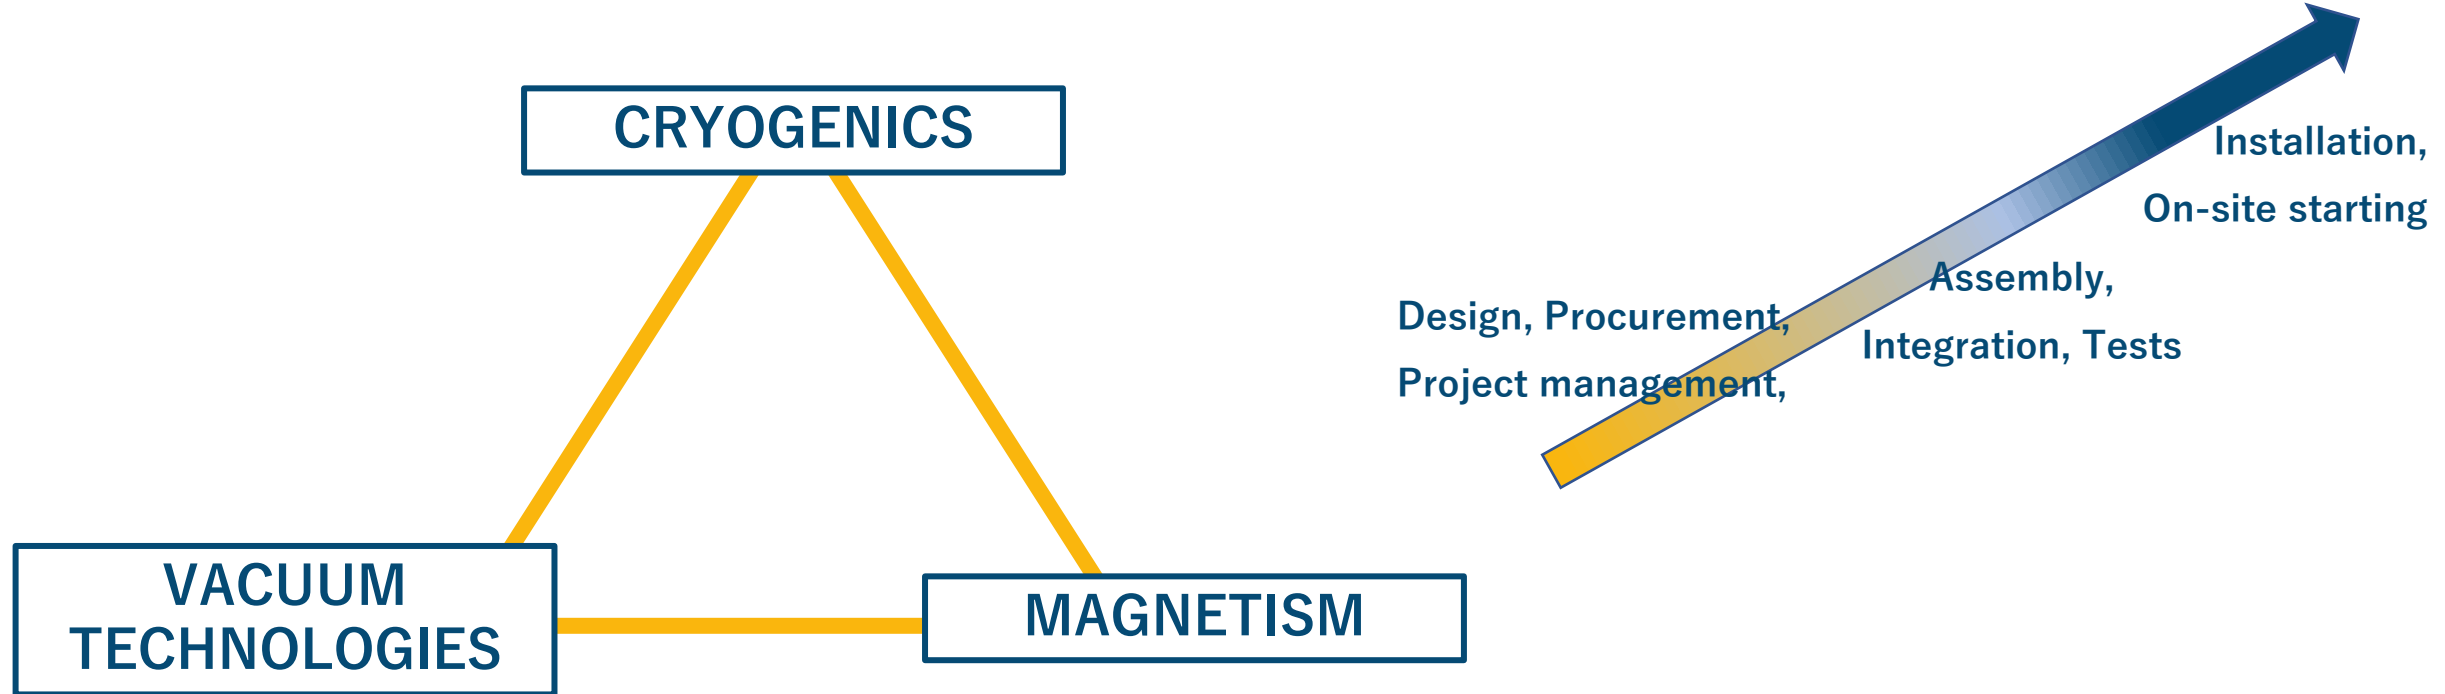 CRYOGENICS
VACUUM
TECHNOLOGIES
MAGNETISM
Design, Procurement,
Project management,
Assembly,
Integration, Tests
Installation,
On-site starting